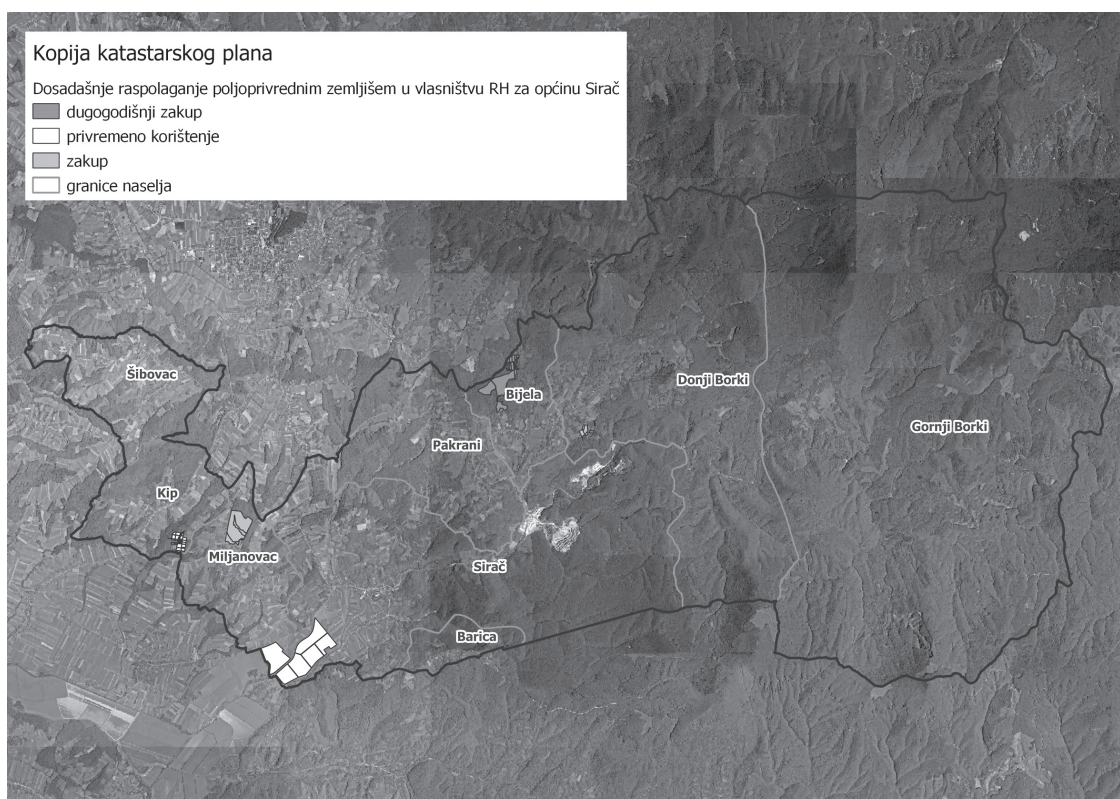 Kopija katastarskog plana
Dosadašnje raspolaganje poljoprivrednim zemljišem u vlasništvu RH za općinu Sirač
dugogodišnji zakup
privremeno korištenje
zakup
granice naselja
Šibovac
Donji Borki
Bijela
Gornji Borki
Pakrani
Kip
Miljanovac
Sirač
Barica